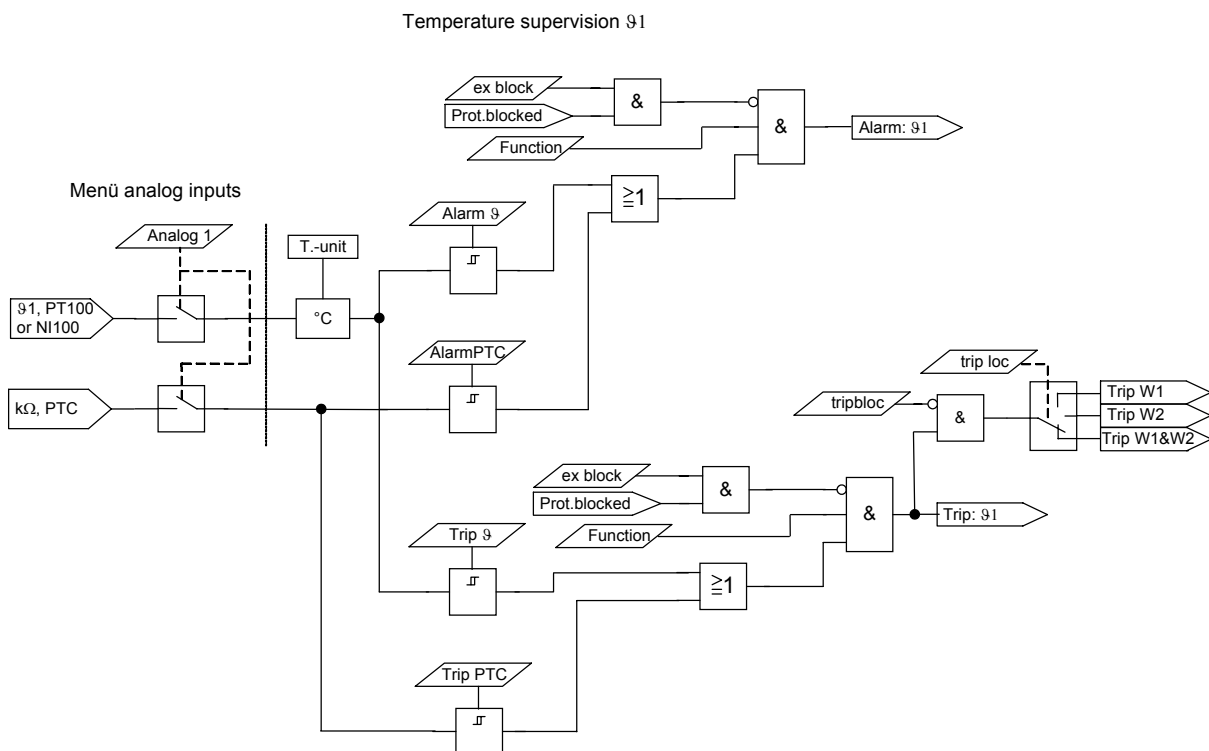 Temperature supervision ϑ1
ex block
Prot.blocked
&
&
Alarm: ϑ1
Function
Menü analog inputs
≧1
Analog 1
Alarm ϑ
T.-unit
ϑ1, PT100
or NI100
°C
AlarmPTC
trip loc
kΩ, PTC
tripbloc
&
Trip W1
Trip W2
Trip W1&W2
ex block
Prot.blocked
&
&
Trip: ϑ1
Trip ϑ
Function
≧1
Trip PTC